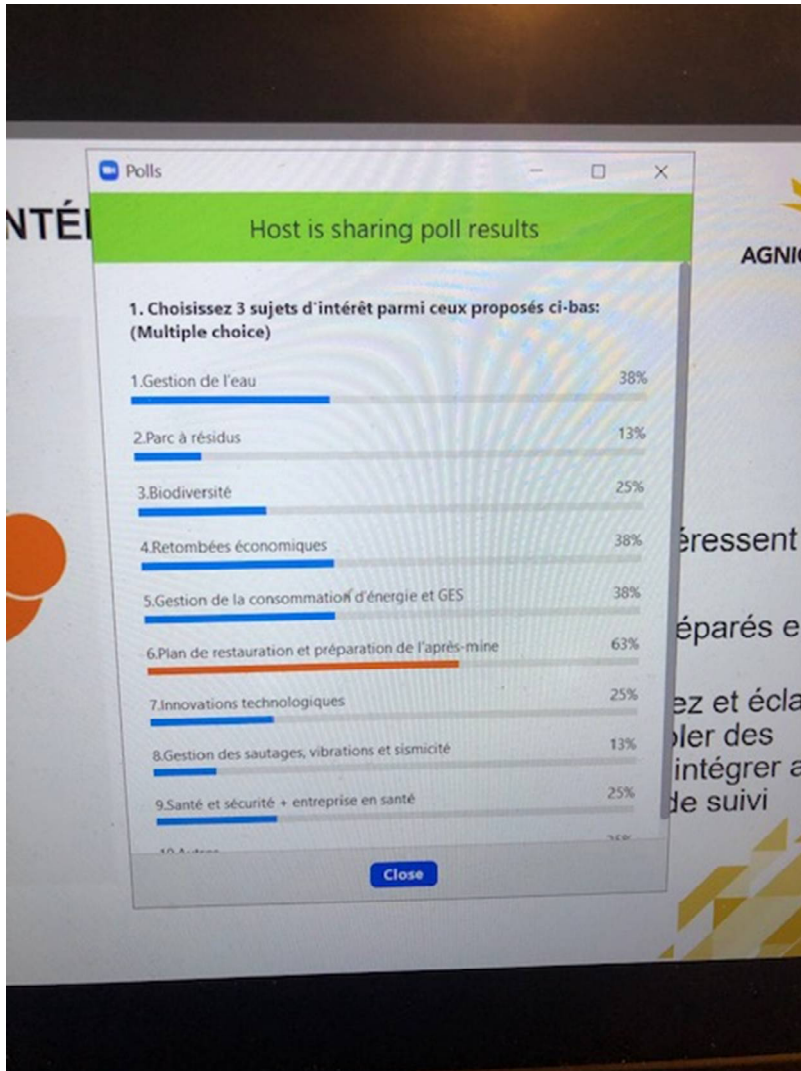 Polls
Host is sharing poll results
1. Choisissez 3 sujets d'intérêt parmi ceux proposés ci-bas:
(Multiple choice)
1.Gestion de l'eau 38%
2.Parc à résidus 13%
3.Biodiversité 25%
4.Retombées économiques 38%
5.Gestion de la consommation d'énergie et GES 38%
6.Plan de restauration et préparation de l'après-mine 63%
7.Innovations technologiques 25%
8.Gestion des sautages, vibrations et sismicité 13%
9.Santé et sécurité + entreprise en santé 25%
Close
NTÉ
AGNIC
éressent
éparés e
ez et écla
ler des
intégrer a
de suivi